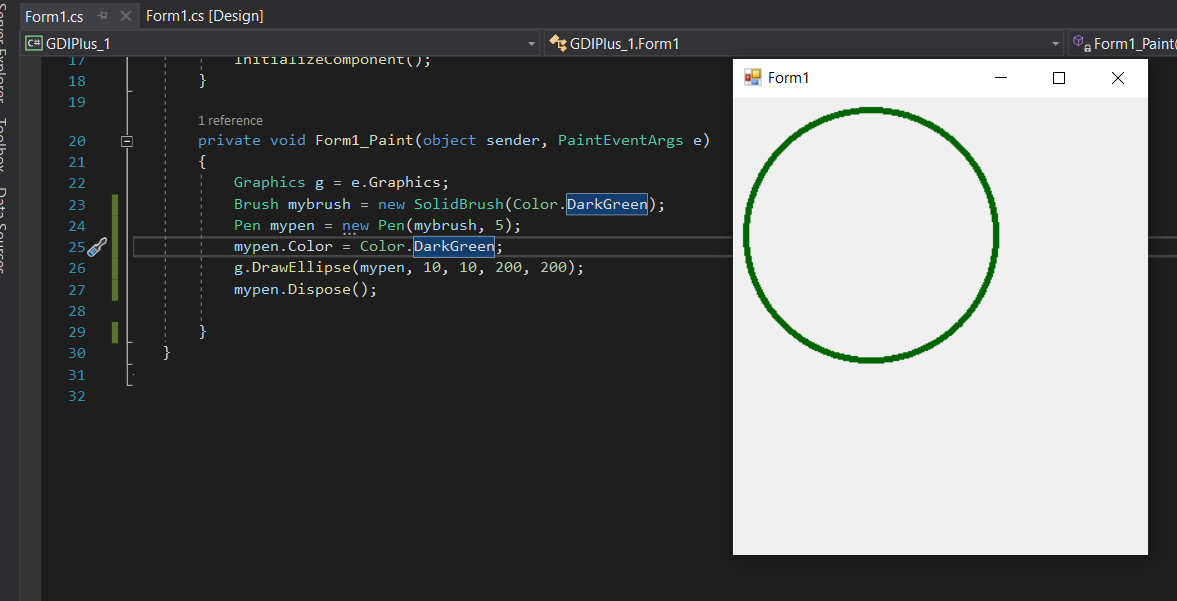 Form1.cs
Form1.cs [Design]
Server Explorer
Toolbox
Data Sources
C# GDIPlus_1
GDIPlus_1.Form1
Form1_Paint(
17 InitializeComponent();
18 }
19
1 reference
20 private void Form1_Paint(object sender, PaintEventArgs e)
21 {
22 Graphics g = e.Graphics;
23 Brush mybrush = new SolidBrush(Color.DarkGreen);
24 Pen mypen = new Pen(mybrush, 5);
25 mypen.Color = Color.DarkGreen;
26 g.DrawEllipse(mypen, 10, 10, 200, 200);
27 mypen.Dispose();
28
29 }
30 }
31
32
Form1